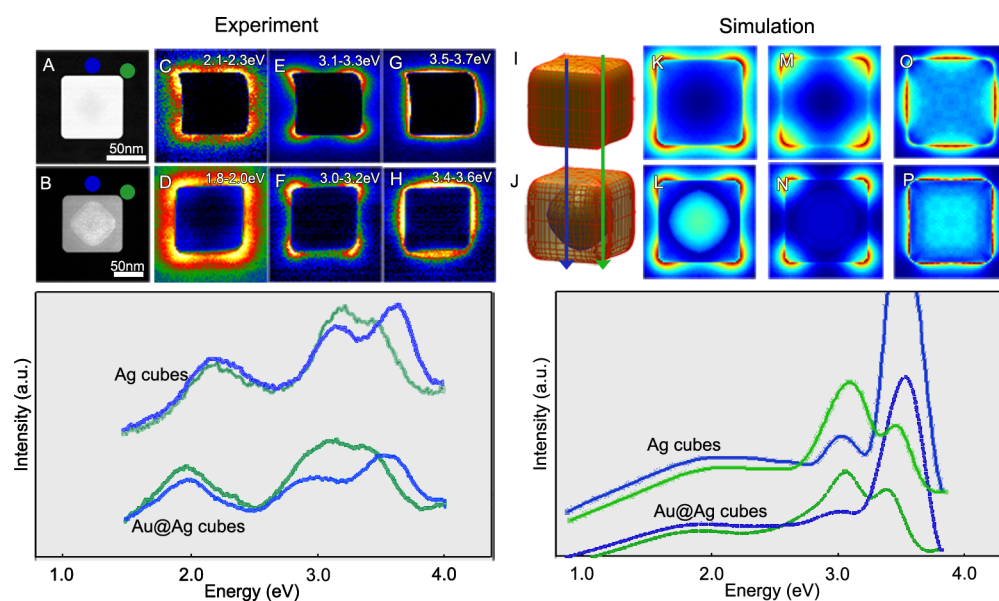 Experiment
Simulation
A
50nm
C
2.1-2.3eV
E
3.1-3.3eV
G
3.5-3.7eV
I
K
M
O
B
50nm
D
1.8-2.0eV
F
3.0-3.2eV
H
3.4-3.6eV
J
L
N
P
Intensity (a.u.)
Ag cubes
Au@Ag cubes
1.0
2.0
3.0
4.0
Energy (eV)
Intensity (a.u.)
Ag cubes
Au@Ag cubes
1.0
2.0
3.0
4.0
Energy (eV)